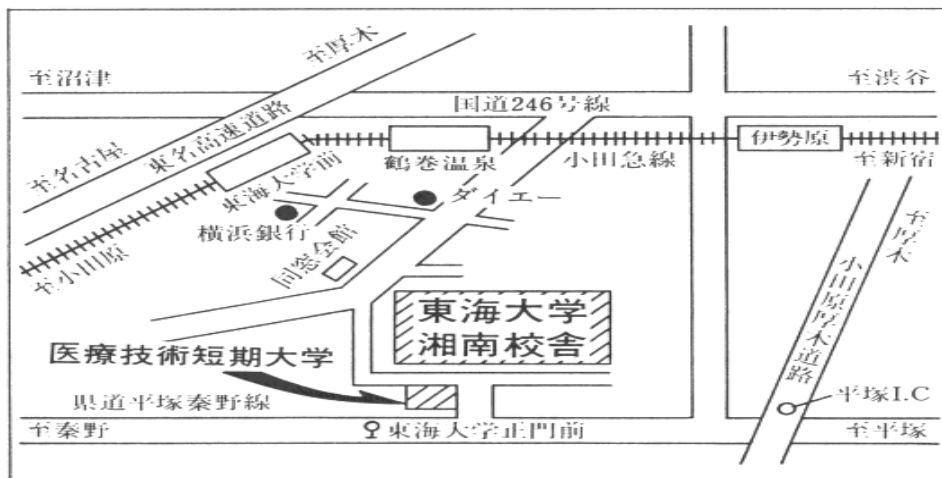 至厚木
至沼津
至渋谷
国道246号線
東名高速道路
至名古屋
伊勢原
鶴巻温泉
小田急線
至新宿
東海大学前
ダイエー
至厚木
横浜銀行
至小田原
同窓会館
小田原厚木道路
東海大学
湘南校舎
医療技術短期大学
県道平塚秦野線
平塚I.C
至秦野
東海大学正門前
至平塚